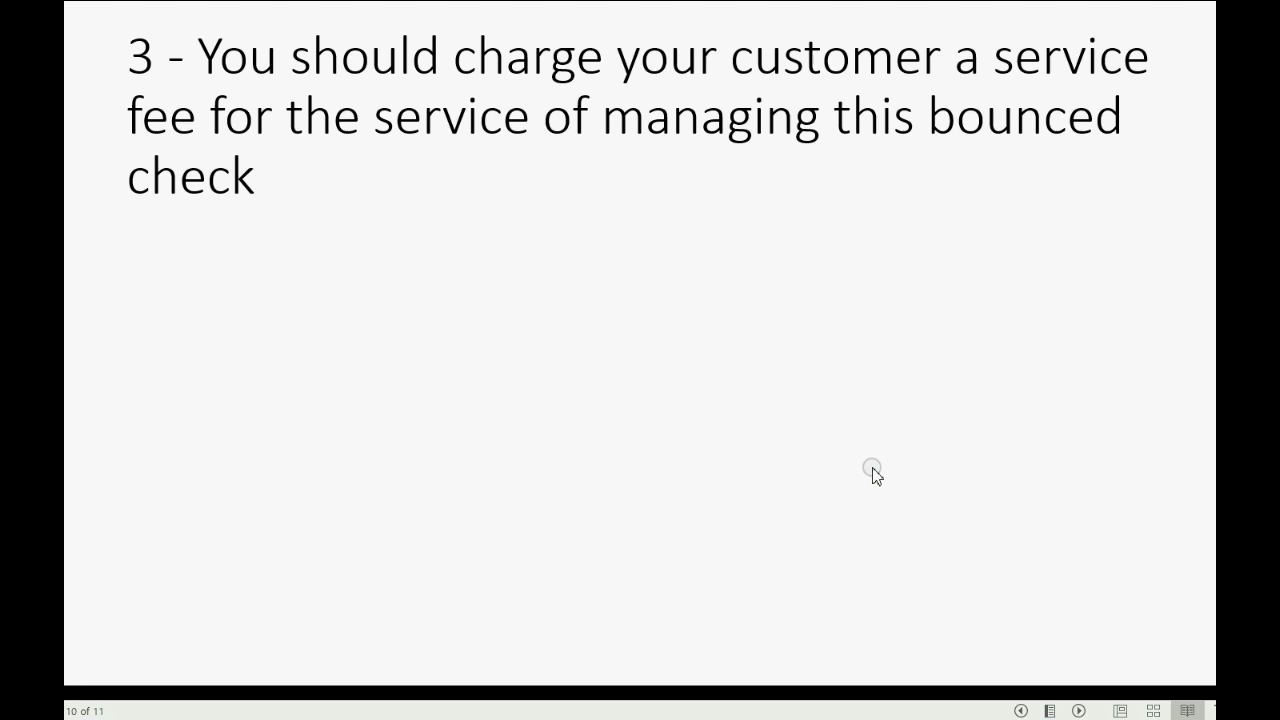 3 - You should charge your customer a service
fee for the service of managing this bounced
check
10 of 11